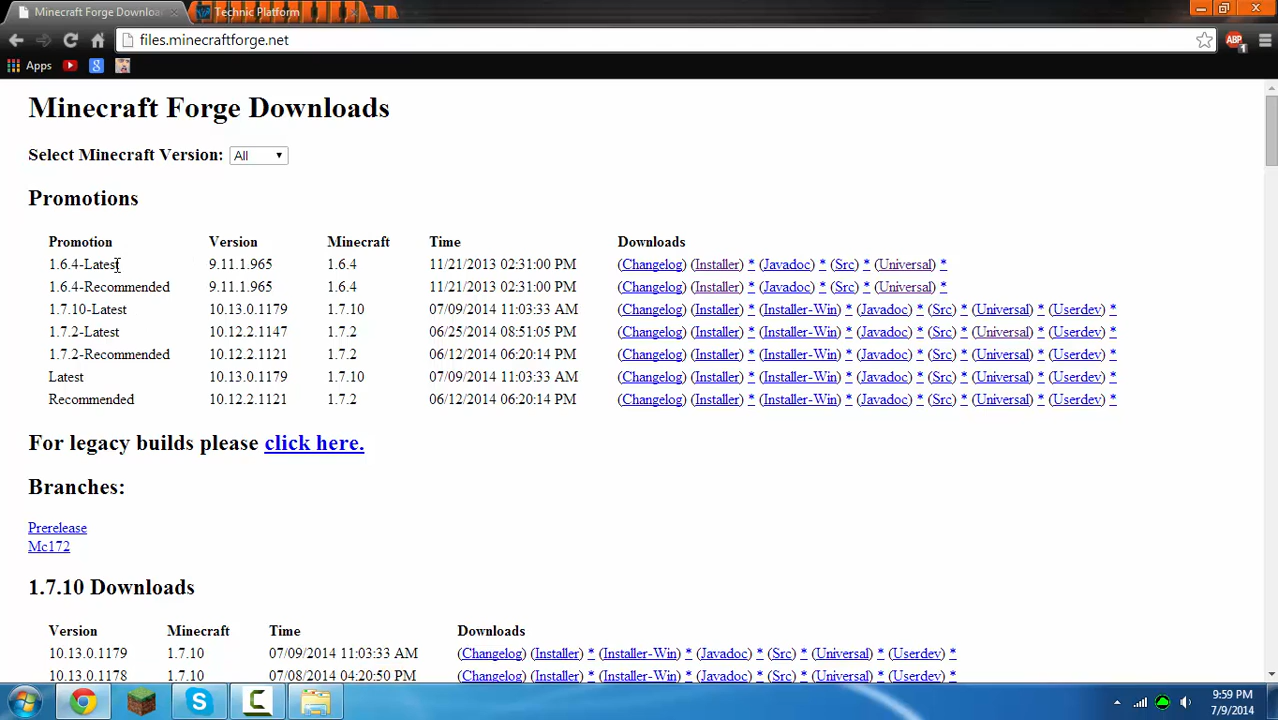 Minecraft Forge Downloa
Technic Platform
files.minecraftforge.net
ABP
1
Apps
Minecraft Forge Downloads
Select Minecraft Version: All
Promotions
Promotion Version Minecraft Time Downloads
1.6.4-Latest 9.11.1.965 1.6.4 11/21/2013 02:31:00 PM (Changelog) (Installer) * (Javadoc) * (Src) * (Universal) *
1.6.4-Recommended 9.11.1.965 1.6.4 11/21/2013 02:31:00 PM (Changelog) (Installer) * (Javadoc) * (Src) * (Universal) *
1.7.10-Latest 10.13.0.1179 1.7.10 07/09/2014 11:03:33 AM (Changelog) (Installer) * (Installer-Win) * (Javadoc) * (Src) * (Universal) * (Userdev) *
1.7.2-Latest 10.12.2.1147 1.7.2 06/25/2014 08:51:05 PM (Changelog) (Installer) * (Installer-Win) * (Javadoc) * (Src) * (Universal) * (Userdev) *
1.7.2-Recommended 10.12.2.1121 1.7.2 06/12/2014 06:20:14 PM (Changelog) (Installer) * (Installer-Win) * (Javadoc) * (Src) * (Universal) * (Userdev) *
Latest 10.13.0.1179 1.7.10 07/09/2014 11:03:33 AM (Changelog) (Installer) * (Installer-Win) * (Javadoc) * (Src) * (Universal) * (Userdev) *
Recommended 10.12.2.1121 1.7.2 06/12/2014 06:20:14 PM (Changelog) (Installer) * (Installer-Win) * (Javadoc) * (Src) * (Universal) * (Userdev) *
For legacy builds please click here.
Branches:
Prerelease
Mc172
1.7.10 Downloads
Version Minecraft Time Downloads
10.13.0.1179 1.7.10 07/09/2014 11:03:33 AM (Changelog) (Installer) * (Installer-Win) * (Javadoc) * (Src) * (Universal) * (Userdev) *
10.13.0.1178 1.7.10 07/08/2014 04:20:50 PM (Changelog) (Installer) * (Installer-Win) * (Javadoc) * (Src) * (Universal) * (Userdev) *
9:59 PM
7/9/2014